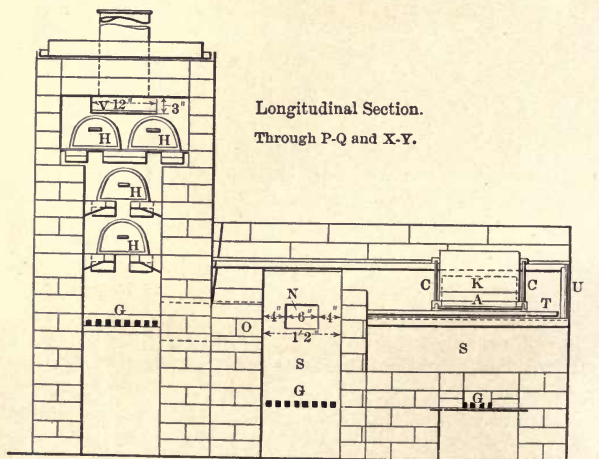 V 12" 3"
Longitudinal Section.
Through P-Q and X-Y.
H H
H
H
C K C U
A T
G N
4" 6" 4"
O 1' 2"
S S
G G